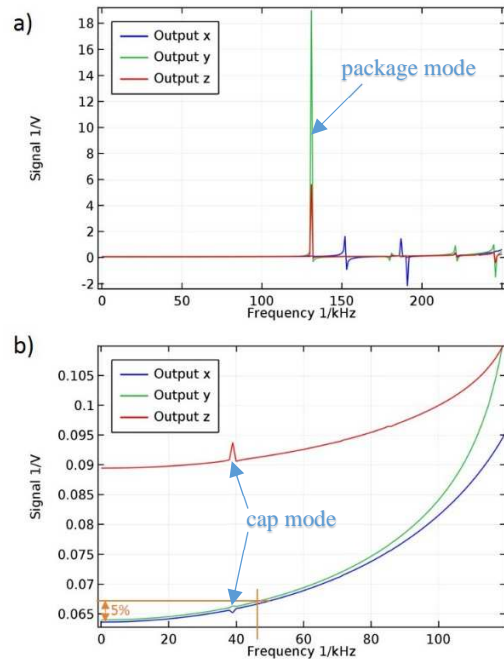 a)
18
16
14
12
10
8
6
4
2
0
-2
Signal 1/V
Output x
Output y
Output z
package mode
0
50
100
150
200
Frequency 1/kHz
b)
0.105
0.1
0.095
0.09
0.085
0.08
0.075
0.07
0.065
Signal 1/V
Output x
Output y
Output z
cap mode
5%
0
20
40
60
80
100
Frequency 1/kHz